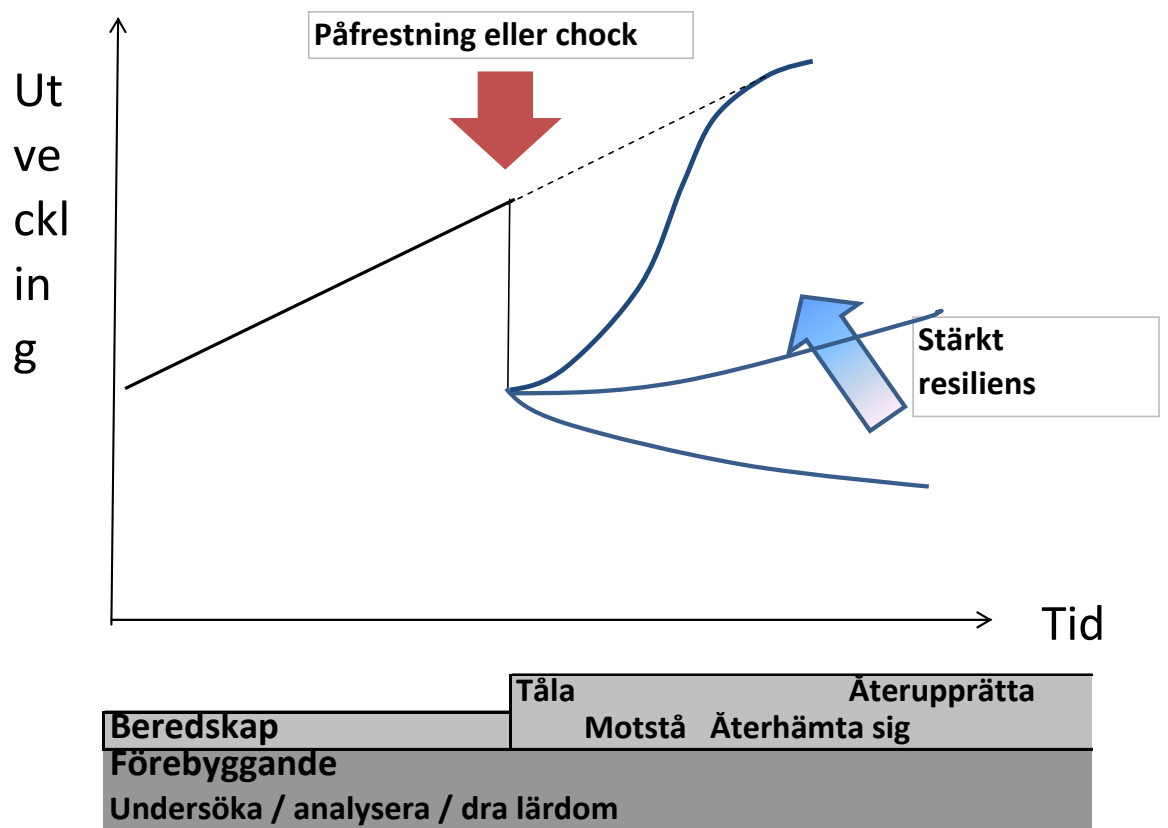 Påfrestning eller chock
Ut
ve
ckl
in
g
Stärkt
resiliens
Tid
Tåla
Återupprätta
Beredskap
Motstå
Återhämta sig
Förebyggande
Undersöka / analysera / dra lärdom